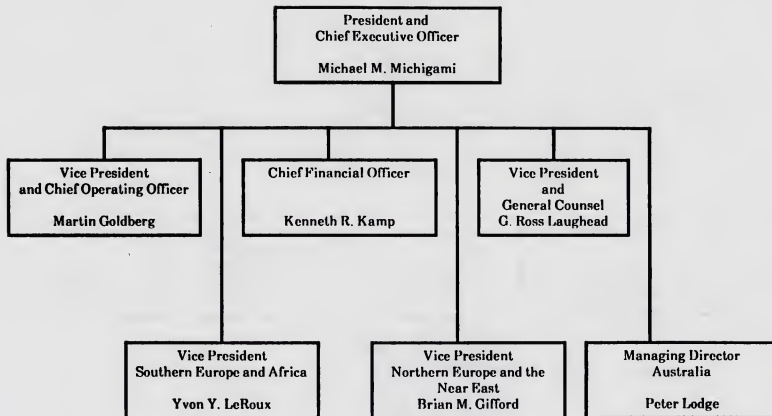 President and
Chief Executive Officer
Michael M. Michigami
Vice President
and Chief Operating Officer
Martin Goldberg
Chief Financial Officer
Kenneth R. Kamp
Vice President
and
General Counsel
G. Ross Laughead
Vice President
Southern Europe and Africa
Yvon Y. LeRoux
Vice President
Northern Europe and the
Near East
Brian M. Gifford
Managing Director
Australia
Peter Lodge